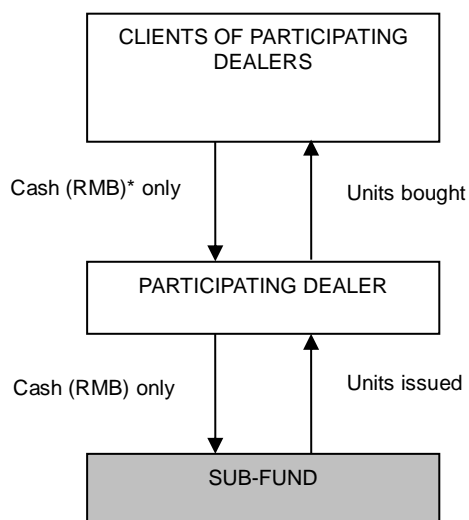 CLIENTS OF PARTICIPATING
DEALERS
Cash (RMB)* only
Units bought
PARTICIPATING DEALER
Cash (RMB) only
Units issued
SUB-FUND